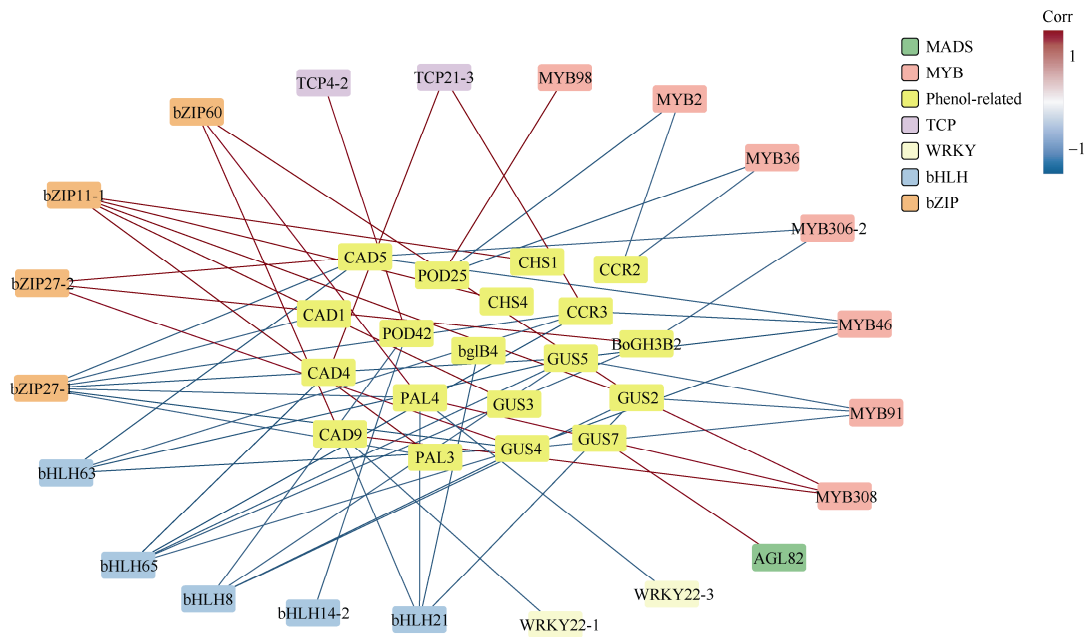 Corr
1
−1
MADS
MYB
Phenol-related
TCP
WRKY
bHLH
bZIP
TCP4-2
TCP21-3
MYB98
MYB2
bZIP60
MYB36
bZIP11-1
MYB306-2
CAD5
POD25
CHS1
CCR2
bZIP27-2
CHS4
CAD1
CCR3
MYB46
POD42
bglB4
BoGH3B2
GUS5
CAD4
bZIP27-
PAL4
GUS3
GUS2
MYB91
CAD9
GUS7
GUS4
PAL3
bHLH63
MYB308
bHLH65
AGL82
bHLH8
WRKY22-3
bHLH14-2
bHLH21
WRKY22-1